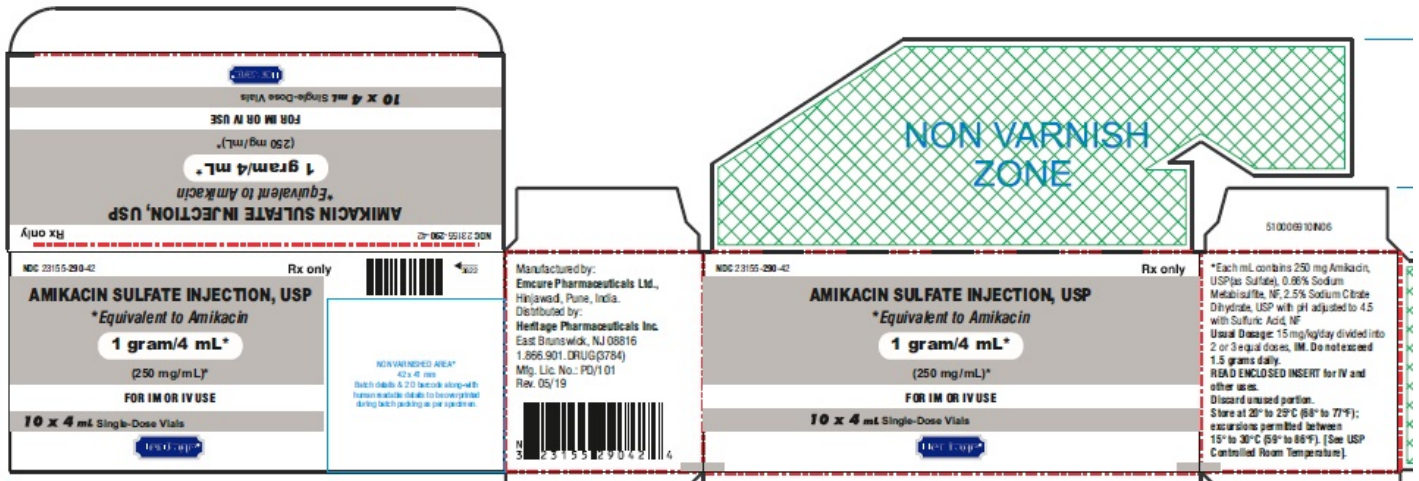 Heritage®
10 x 4 mL Single-Dose Vials
FOR IM OR IV USE
(250 mg/mL)*
1 gram/4 mL*
*Equivalent to Amikacin
AMIKACIN SULFATE INJECTION, USP
NDC 23155-290-42 Rx only
NDC 23155-290-42 Rx only
AMIKACIN SULFATE INJECTION, USP
*Equivalent to Amikacin
1 gram/4 mL*
(250 mg/mL)*
FOR IM OR IV USE
10 x 4 mL Single-Dose Vials
Heritage®
3622
NON VARNISHED AREA*
42 x 41 mm
Batch details & 2D barcode along-with
human readable details to be overprinted
during batch packing as per specimen.
Manufactured by:
Emcure Pharmaceuticals Ltd.,
Hinjawadi, Pune, India.
Distributed by:
Heritage Pharmaceuticals Inc.
East Brunswick, NJ 08816
1.866.901.DRUG(3784)
Mfg. Lic. No.: PD/101
Rev. 05/19
N
3 23155 29042 4
NON VARNISH
ZONE
NDC 23155-290-42 Rx only
AMIKACIN SULFATE INJECTION, USP
*Equivalent to Amikacin
1 gram/4 mL*
(250 mg/mL)*
FOR IM OR IV USE
10 x 4 mL Single-Dose Vials
Heritage®
510006910IN06
*Each mL contains 250 mg Amikacin,
USP(as Sulfate), 0.66% Sodium
Metabisulfite, NF, 2.5% Sodium Citrate
Dihydrate, USP with pH adjusted to 4.5
with Sulfuric Acid, NF
Usual Dosage: 15 mg/kg/day divided into
2 or 3 equal doses, IM. Do not exceed
1.5 grams daily.
READ ENCLOSED INSERT for IV and
other uses.
Discard unused portion.
Store at 20° to 25°C (68° to 77°F);
excursions permitted between
15° to 30°C (59° to 86°F). [See USP
Controlled Room Temperature].